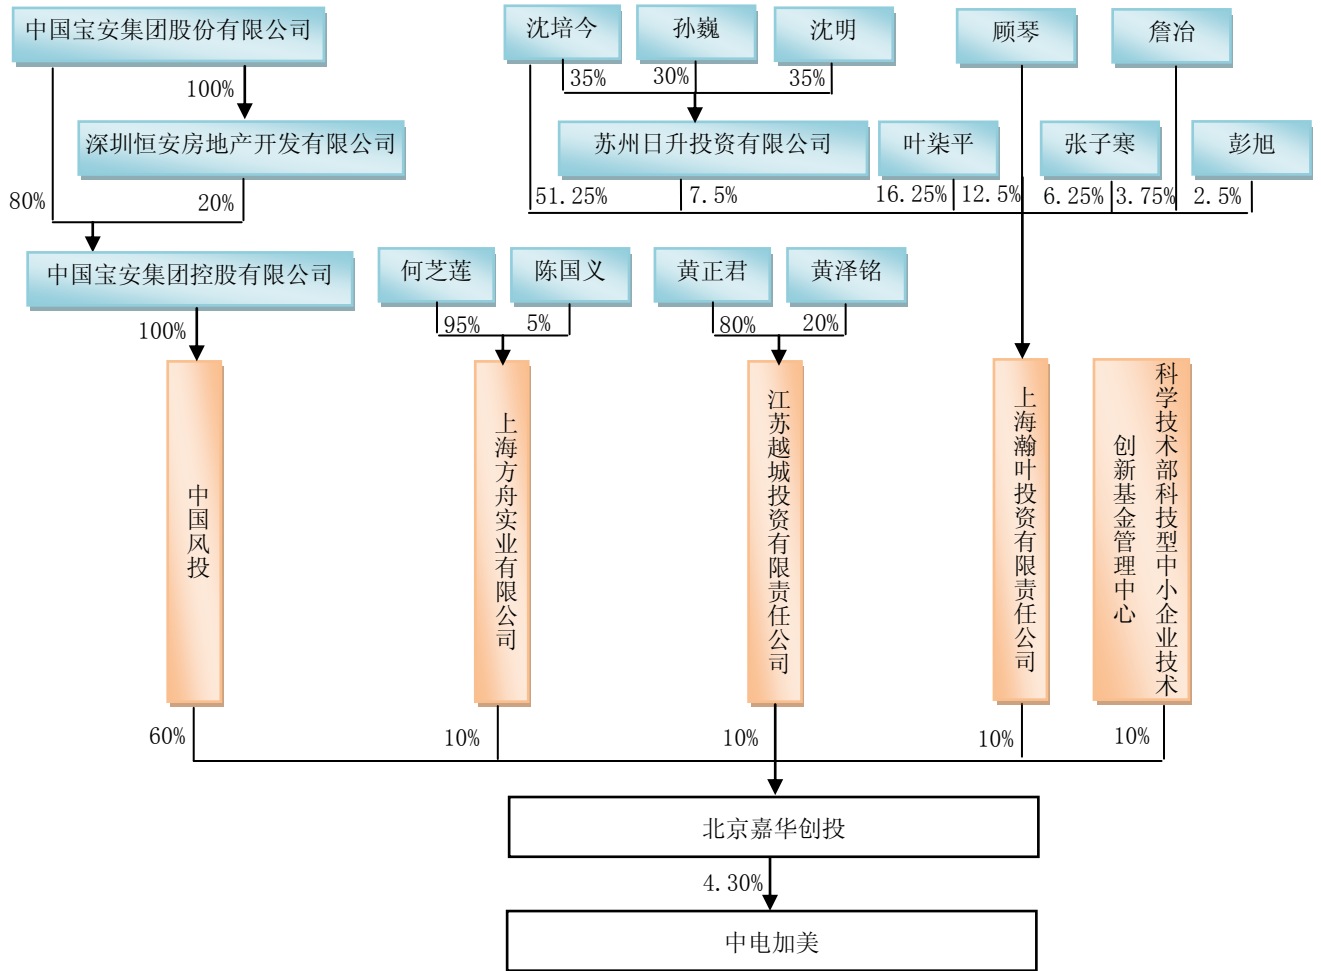 中国宝安集团股份有限公司
沈培今
孙巍
沈明
顾琴
詹冶
100%
35%
30%
35%
深圳恒安房地产开发有限公司
苏州日升投资有限公司
叶柒平
张子寒
彭旭
80%
20%
51.25%
7.5%
16.25%
12.5%
6.25%
3.75%
2.5%
中国宝安集团控股有限公司
何芝莲
陈国义
黄正君
黄泽铭
100%
95%
5%
80%
20%
中国风投
上海方舟实业有限公司
江苏越城投资有限责任公司
上海瀚叶投资有限责任公司
科学技术部科技型中小企业技术
创新基金管理中心
60%
10%
10%
10%
10%
北京嘉华创投
4.30%
中电加美